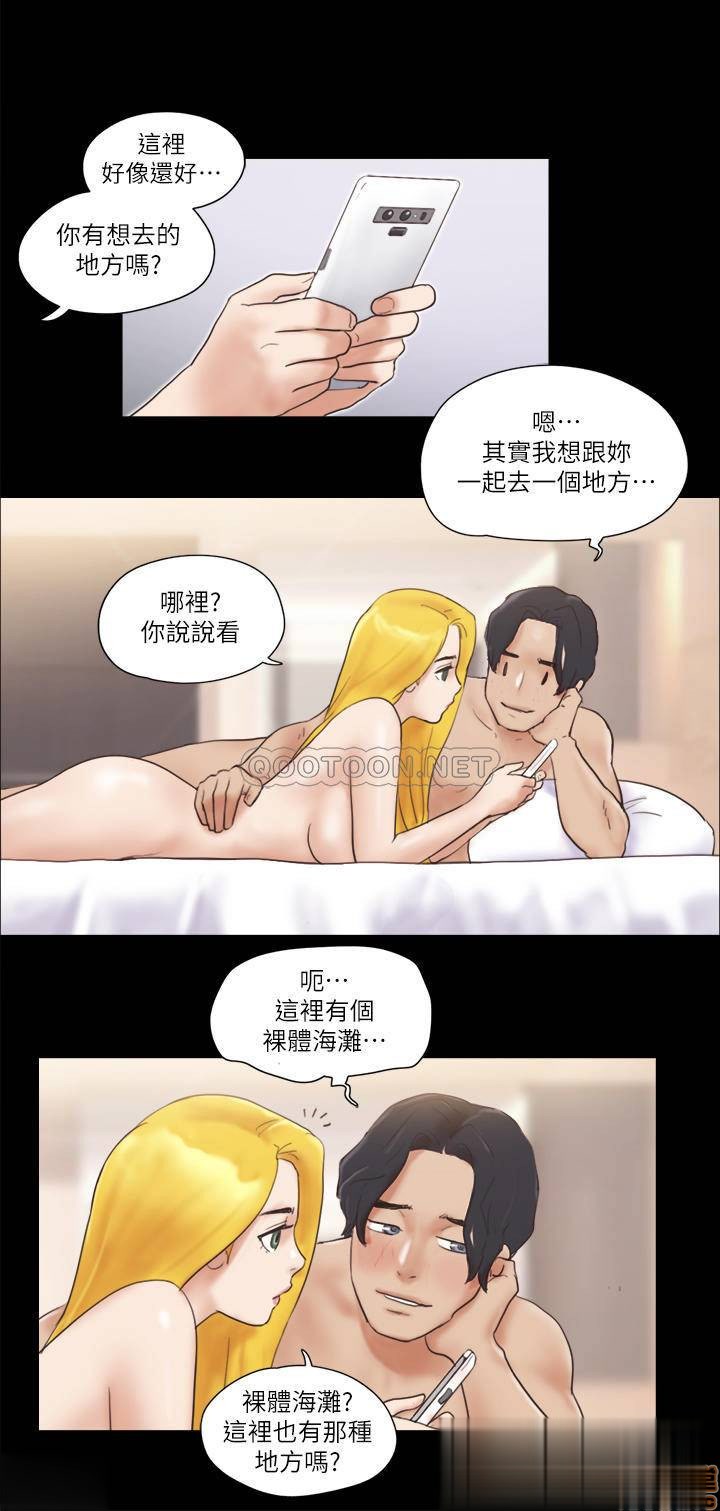 這裡
好像還好⋯
你有想去的
地方嗎?
嗯⋯
其實我想跟妳
一起去一個地方⋯
哪裡?
你說說看
QOOTOON.NET
呃⋯
這裡有個
裸體海灘⋯
裸體海灘?
這裡也有那種
地方嗎?